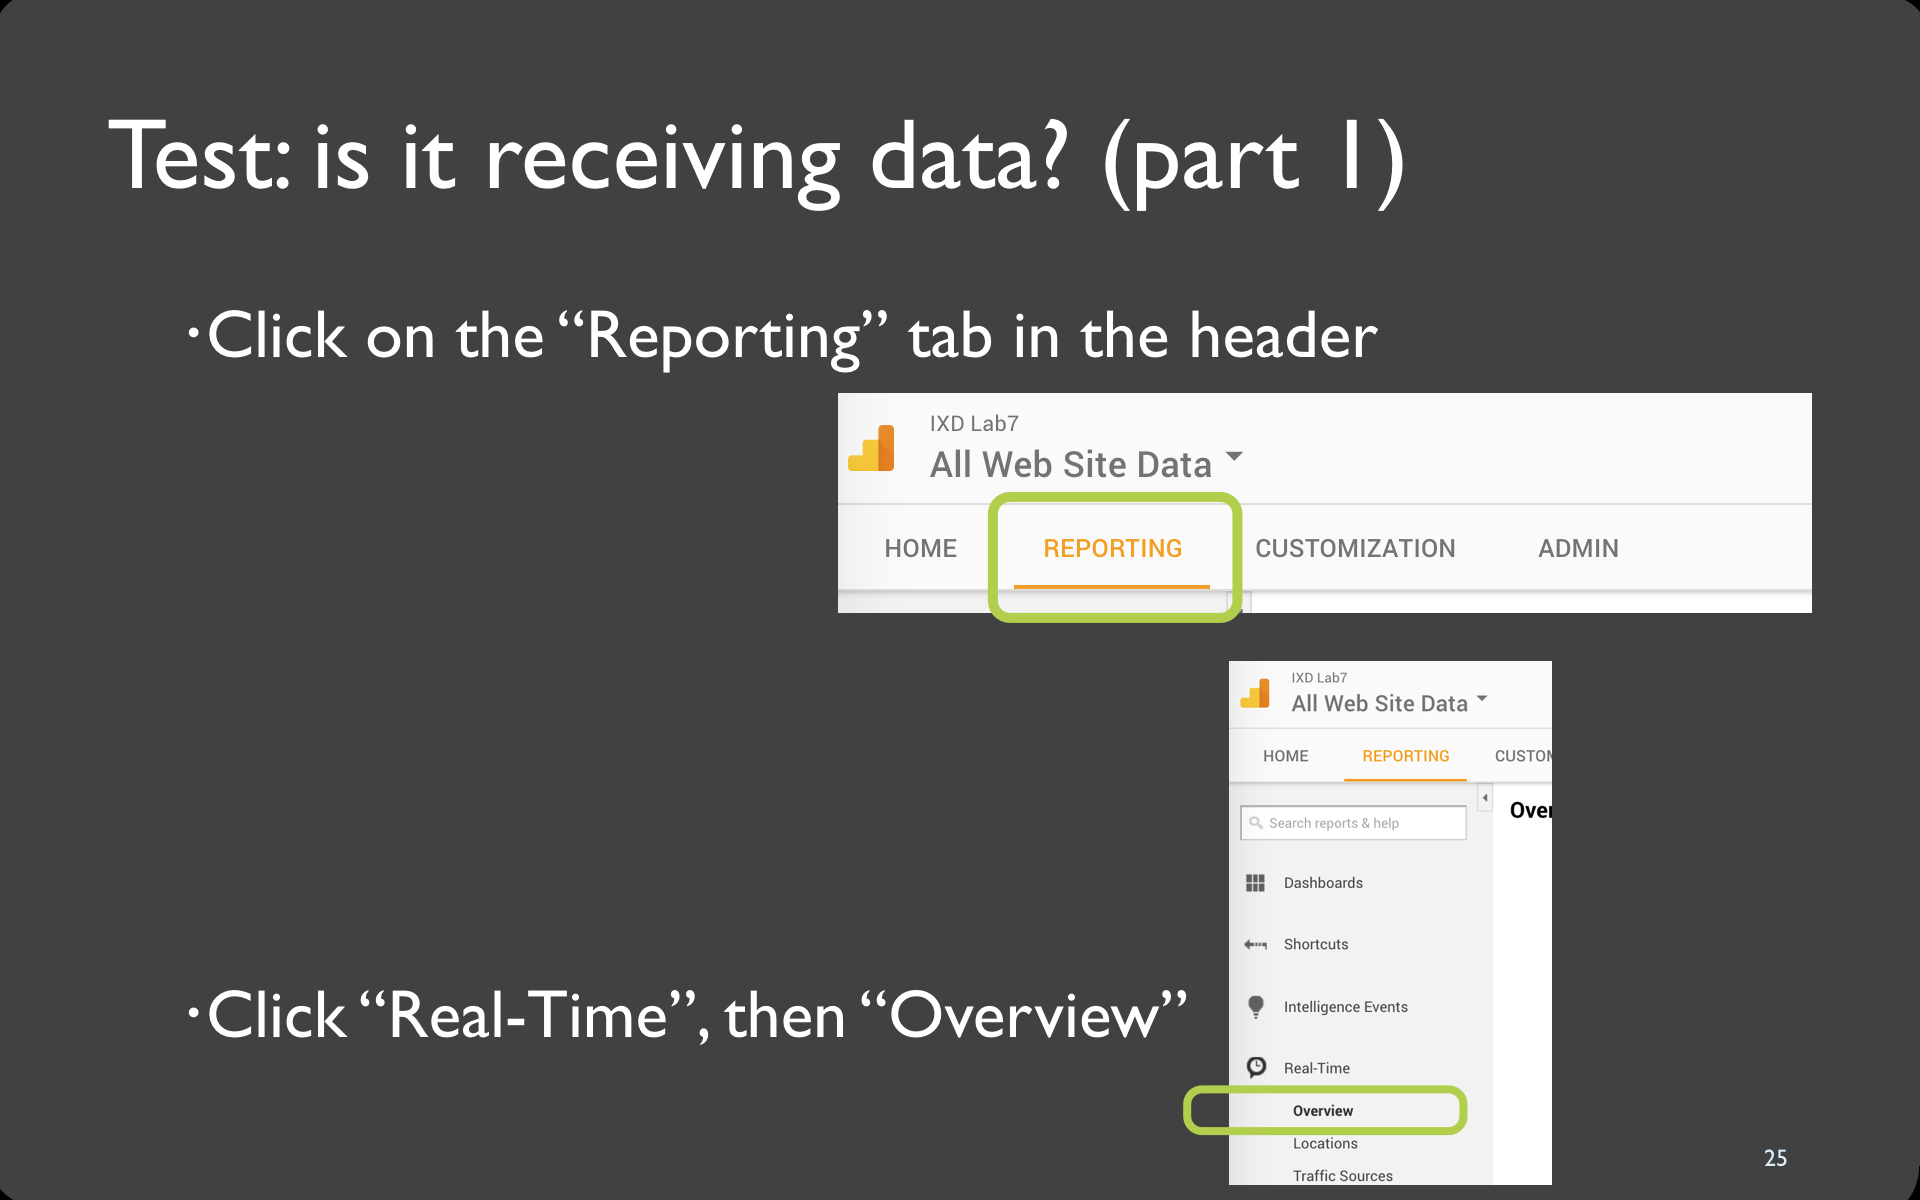 Test: is it receiving data? (part 1)
•Click on the “Reporting” tab in the header
IXD Lab7
All Web Site Data
HOME REPORTING CUSTOMIZATION ADMIN
IXD Lab7
All Web Site Data
HOME REPORTING CUSTOM
Over
Search reports & help
Dashboards
Shortcuts
Intelligence Events
Real-Time
Overview
Locations
Traffic Sources
•Click “Real-Time”, then “Overview”
25